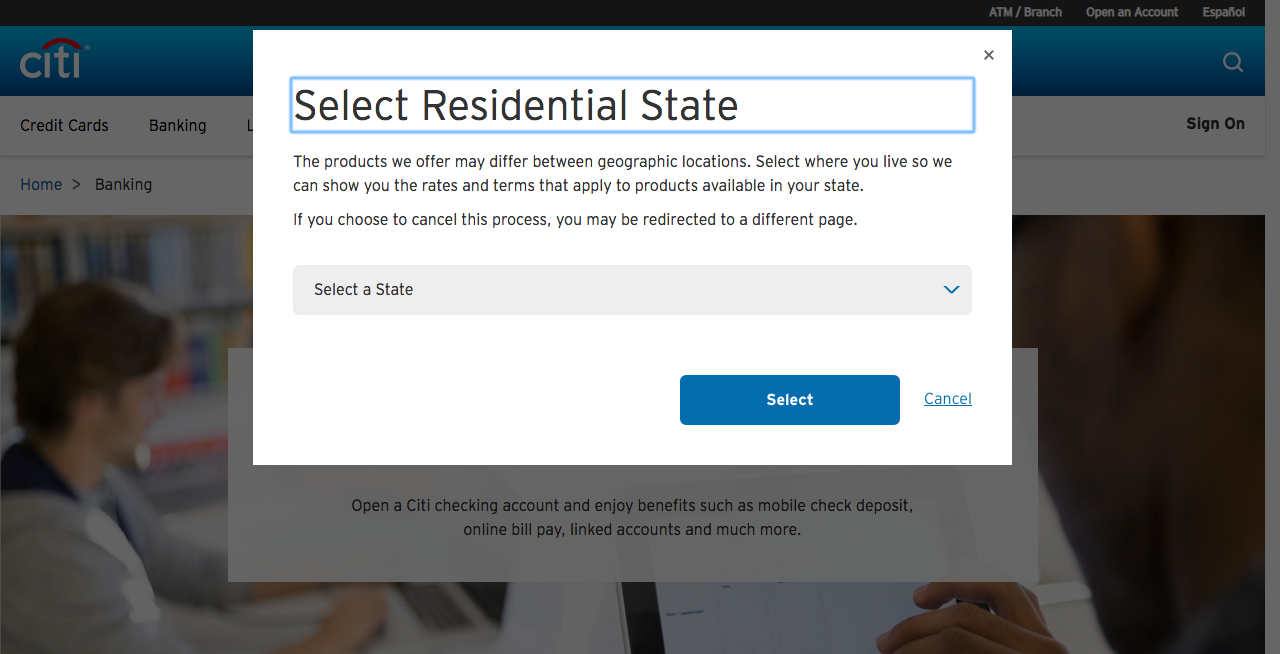 ATM / Branch Open an Account Español
citi®
Credit Cards Banking L Sign On
Home > Banking
×
Select Residential State
The products we offer may differ between geographic locations. Select where you live so we
can show you the rates and terms that apply to products available in your state.
If you choose to cancel this process, you may be redirected to a different page.
Select a State
Select Cancel
Open a Citi checking account and enjoy benefits such as mobile check deposit,
online bill pay, linked accounts and much more.